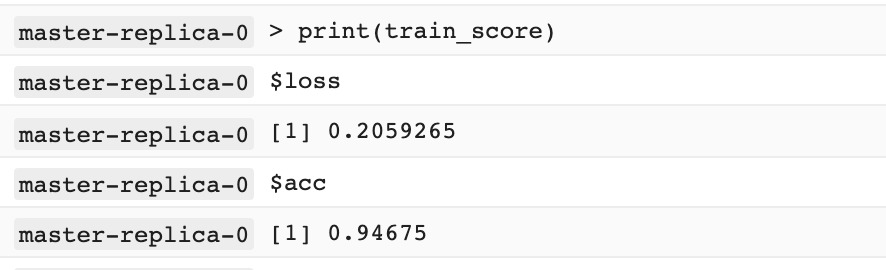 master-replica-0 > print(train_score)
master-replica-0 $loss
master-replica-0 [1] 0.2059265
master-replica-0 $acc
master-replica-0 [1] 0.94675